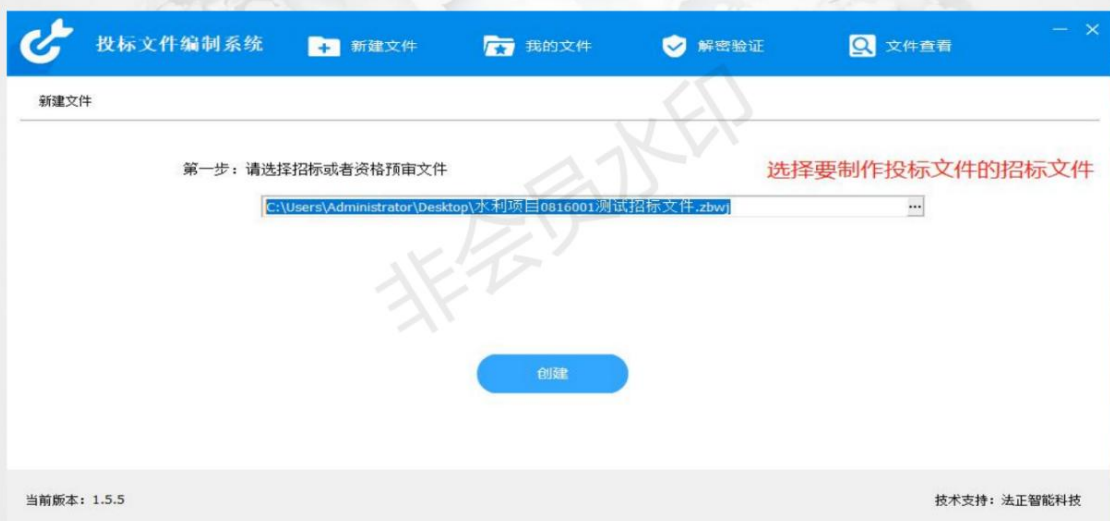 投标文件编制系统 新建文件 我的文件 解密验证 文件查看
新建文件
第一步：请选择招标或者资格预审文件
选择要制作投标文件的招标文件
C:\Users\Administrator\Desktop\水利项目0816001测试招标文件.zbwj
...
非会员水印
创建
当前版本：1.5.5
技术支持：法正智能科技